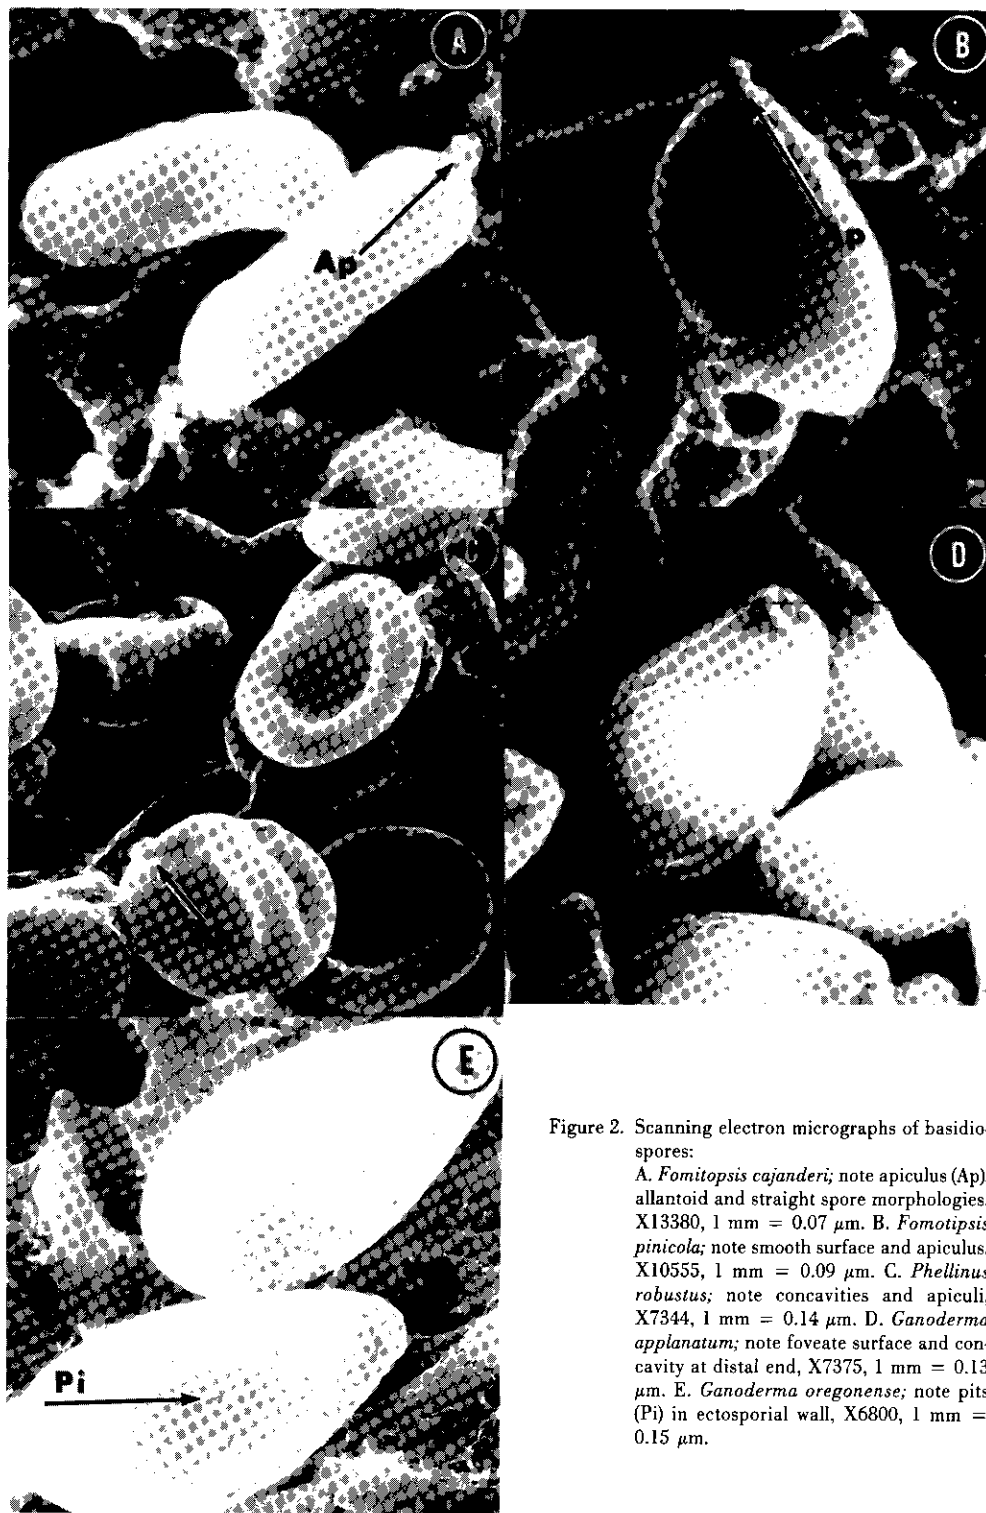 A
B
Ap
p
C
D
E
Pi
Figure 2. Scanning electron micrographs of basidio-
spores:
A. Fomitopsis cajanderi; note apiculus (Ap)
allantoid and straight spore morphologies.
X13380, 1 mm = 0.07 μm. B. Fomotipsis
pinicola; note smooth surface and apiculus.
X10555, 1 mm = 0.09 μm. C. Phellinus
robustus; note concavities and apiculi,
X7344, 1 mm = 0.14 μm. D. Ganoderma
applanatum; note foveate surface and con-
cavity at distal end, X7375, 1 mm = 0.13
μm. E. Ganoderma oregonense; note pits
(Pi) in ectosporial wall, X6800, 1 mm =
0.15 μm.